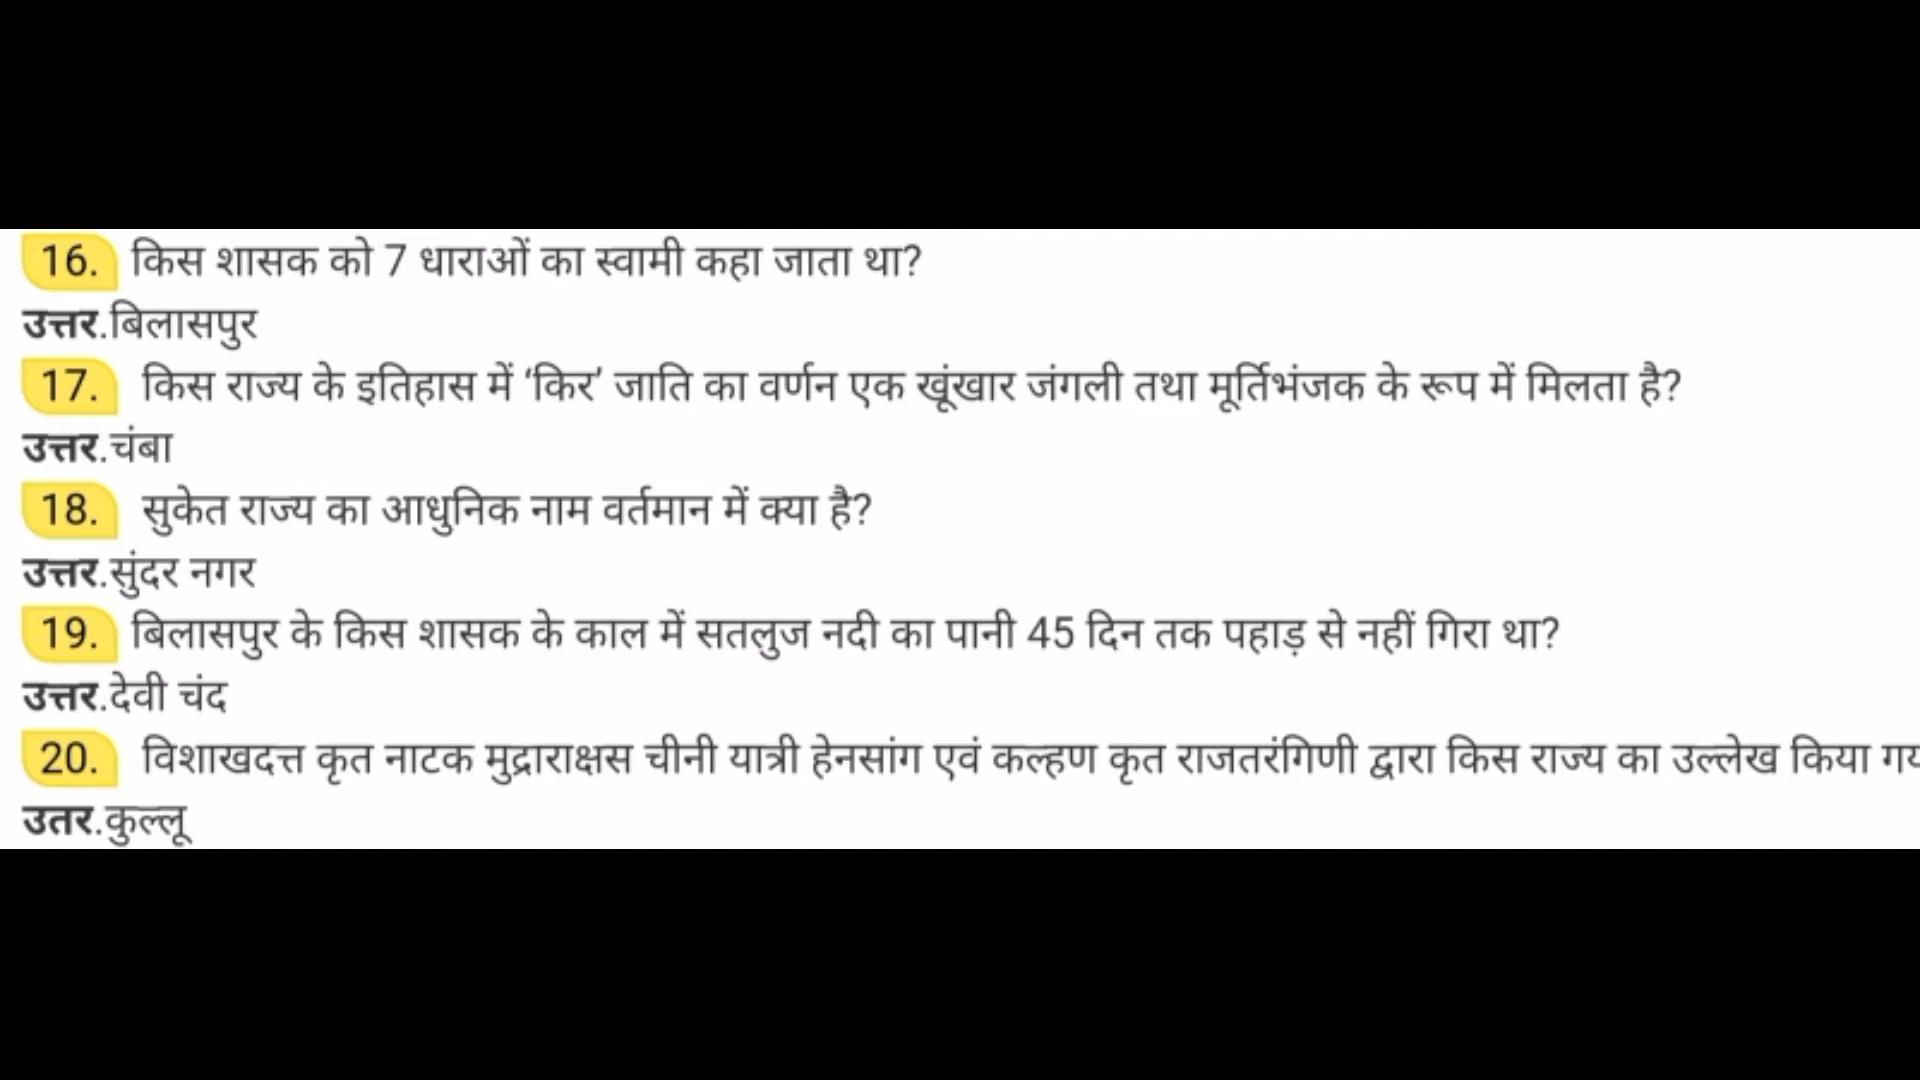 16. किस शासक को 7 धाराओं का स्वामी कहा जाता था?
उत्तर.बिलासपुर
17. किस राज्य के इतिहास में ‘किर’ जाति का वर्णन एक खूंखार जंगली तथा मूर्तिभंजक के रूप में मिलता है?
उत्तर.चंबा
18. सुकेत राज्य का आधुनिक नाम वर्तमान में क्या है?
उत्तर.सुंदर नगर
19. बिलासपुर के किस शासक के काल में सतलुज नदी का पानी 45 दिन तक पहाड़ से नहीं गिरा था?
उत्तर.देवी चंद
20. विशाखदत्त कृत नाटक मुद्राराक्षस चीनी यात्री हेनसांग एवं कल्हण कृत राजतरंगिणी द्वारा किस राज्य का उल्लेख किया
उतर.कुल्लू